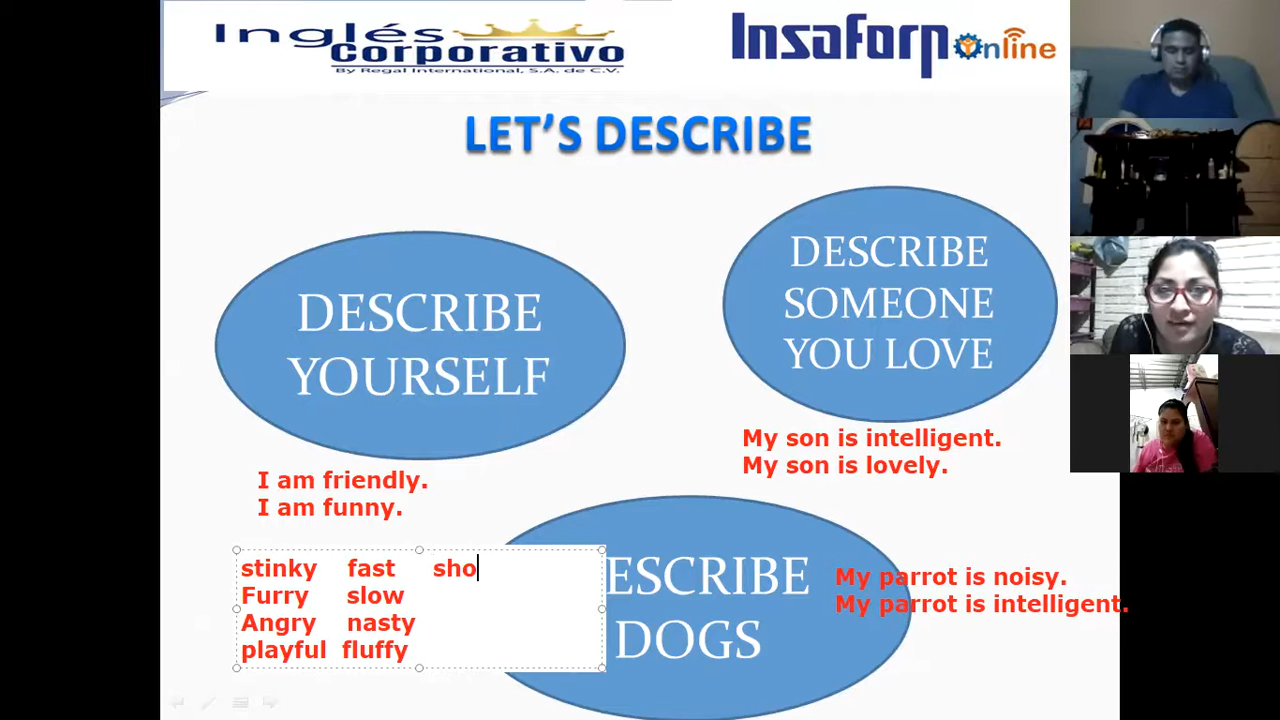 Inglés
Corporativo
By Regal International, S.A. de C.V.
Insaforp Online
LET'S DESCRIBE
DESCRIBE
YOURSELF
DESCRIBE
SOMEONE
YOU LOVE
My son is intelligent.
My son is lovely.
I am friendly.
I am funny.
stinky fast sho
Furry slow
Angry nasty
playful fluffy
ESCRIBE
DOGS
My parrot is noisy.
My parrot is intelligent.